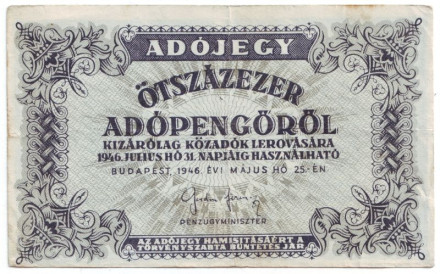 ADÓJEGY
ÖTSZÁZEZER
ADÓPENGŐRŐL
KIZÁRÓLAG KÖZADÓK LEROVÁSÁRA
1946. JULIUS HÓ 31. NAPJÁIG HASZNÁLHATÓ
BUDAPEST, 1946. ÉVI MÁJUS HÓ 25.-ÉN
PÉNZÜGYMINISZTER
AZ ADÓJEGY HAMISITÁSÁÉRT A
TÖRVÉNYSZABTA BÜNTETÉS JÁR